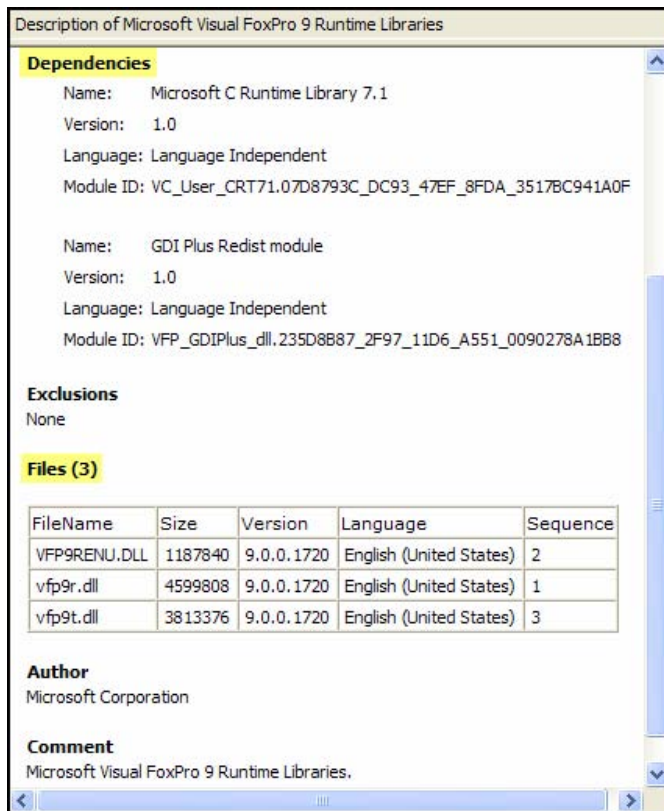 Description of Microsoft Visual FoxPro 9 Runtime Libraries
Dependencies
Name: Microsoft C Runtime Library 7.1
Version: 1.0
Language: Language Independent
Module ID: VC_User_CRT71.07D8793C_DC93_47EF_8FDA_3517BC941A0F
Name: GDI Plus Redist module
Version: 1.0
Language: Language Independent
Module ID: VFP_GDIPlus_dll.235D8B87_2F97_11D6_A551_0090278A1BB8
Exclusions
None
Files (3)
FileName Size Version Language Sequence
VFP9RENU.DLL 1187840 9.0.0.1720 English (United States) 2
vfp9r.dll 4599808 9.0.0.1720 English (United States) 1
vfp9t.dll 3813376 9.0.0.1720 English (United States) 3
Author
Microsoft Corporation
Comment
Microsoft Visual FoxPro 9 Runtime Libraries.